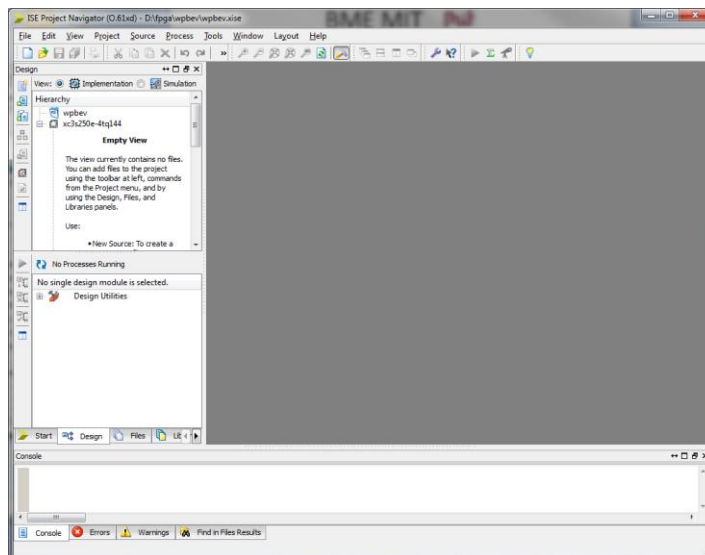 ISE Project Navigator (O.61xd) - D:\fpga\wpbev\wpbev.xise
BME MIT
File Edit View Project Source Process Tools Window Layout Help
Design
View: Implementation Simulation
Hierarchy
wpbev
xc3s250e-4tq144
Empty View
The view currently contains no files.
You can add files to the project
using the toolbar at left, commands
from the Project menu, and by
using the Design, Files, and
Libraries panels.
Use:
•New Source: To create a
No Processes Running
No single design module is selected.
Design Utilities
Start Design Files
Console
Console Errors Warnings Find in Files Results